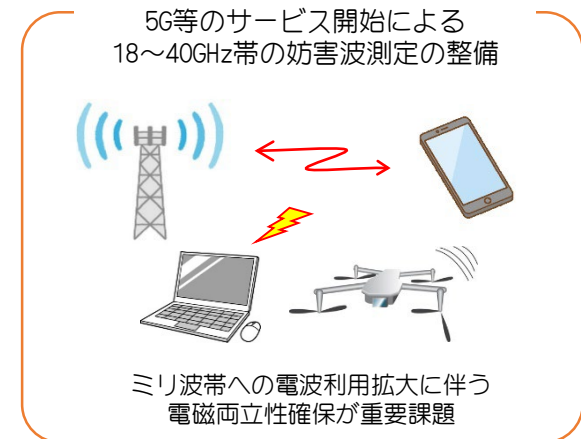 5G等のサービス開始による
18～40GHz帯の妨害波測定の整備
ミリ波帯への電波利用拡大に伴う
電磁両立性確保が重要課題